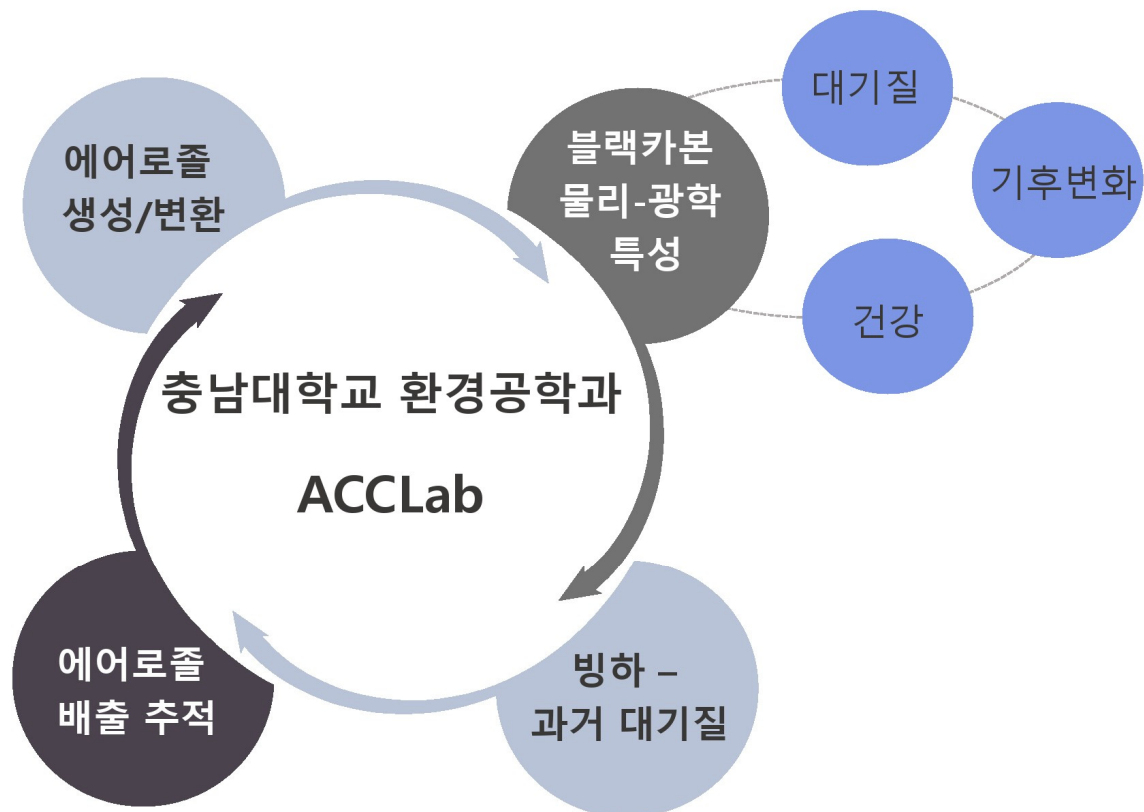 에어로졸
생성/변환
블랙카본
물리-광학
특성
대기질
기후변화
건강
충남대학교 환경공학과
ACCLab
에어로졸
배출 추적
빙하 –
과거 대기질